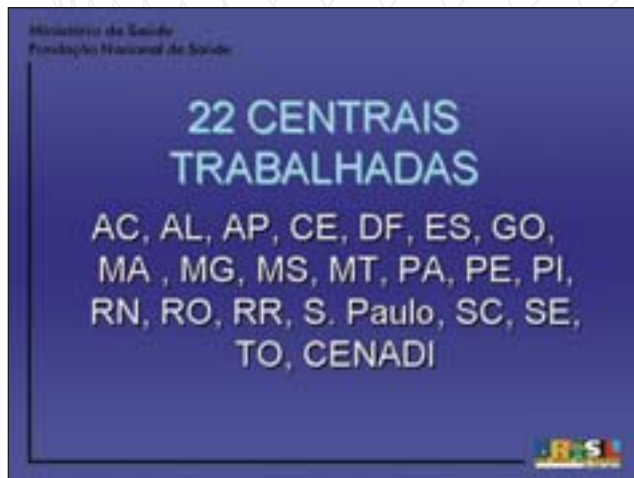 Ministério da Saúde
Fundação Nacional de Saúde
22 CENTRAIS
TRABALHADAS
AC, AL, AP, CE, DF, ES, GO,
MA , MG, MS, MT, PA, PE, PI,
RN, RO, RR, S. Paulo, SC, SE,
TO, CENADI
BRASIL